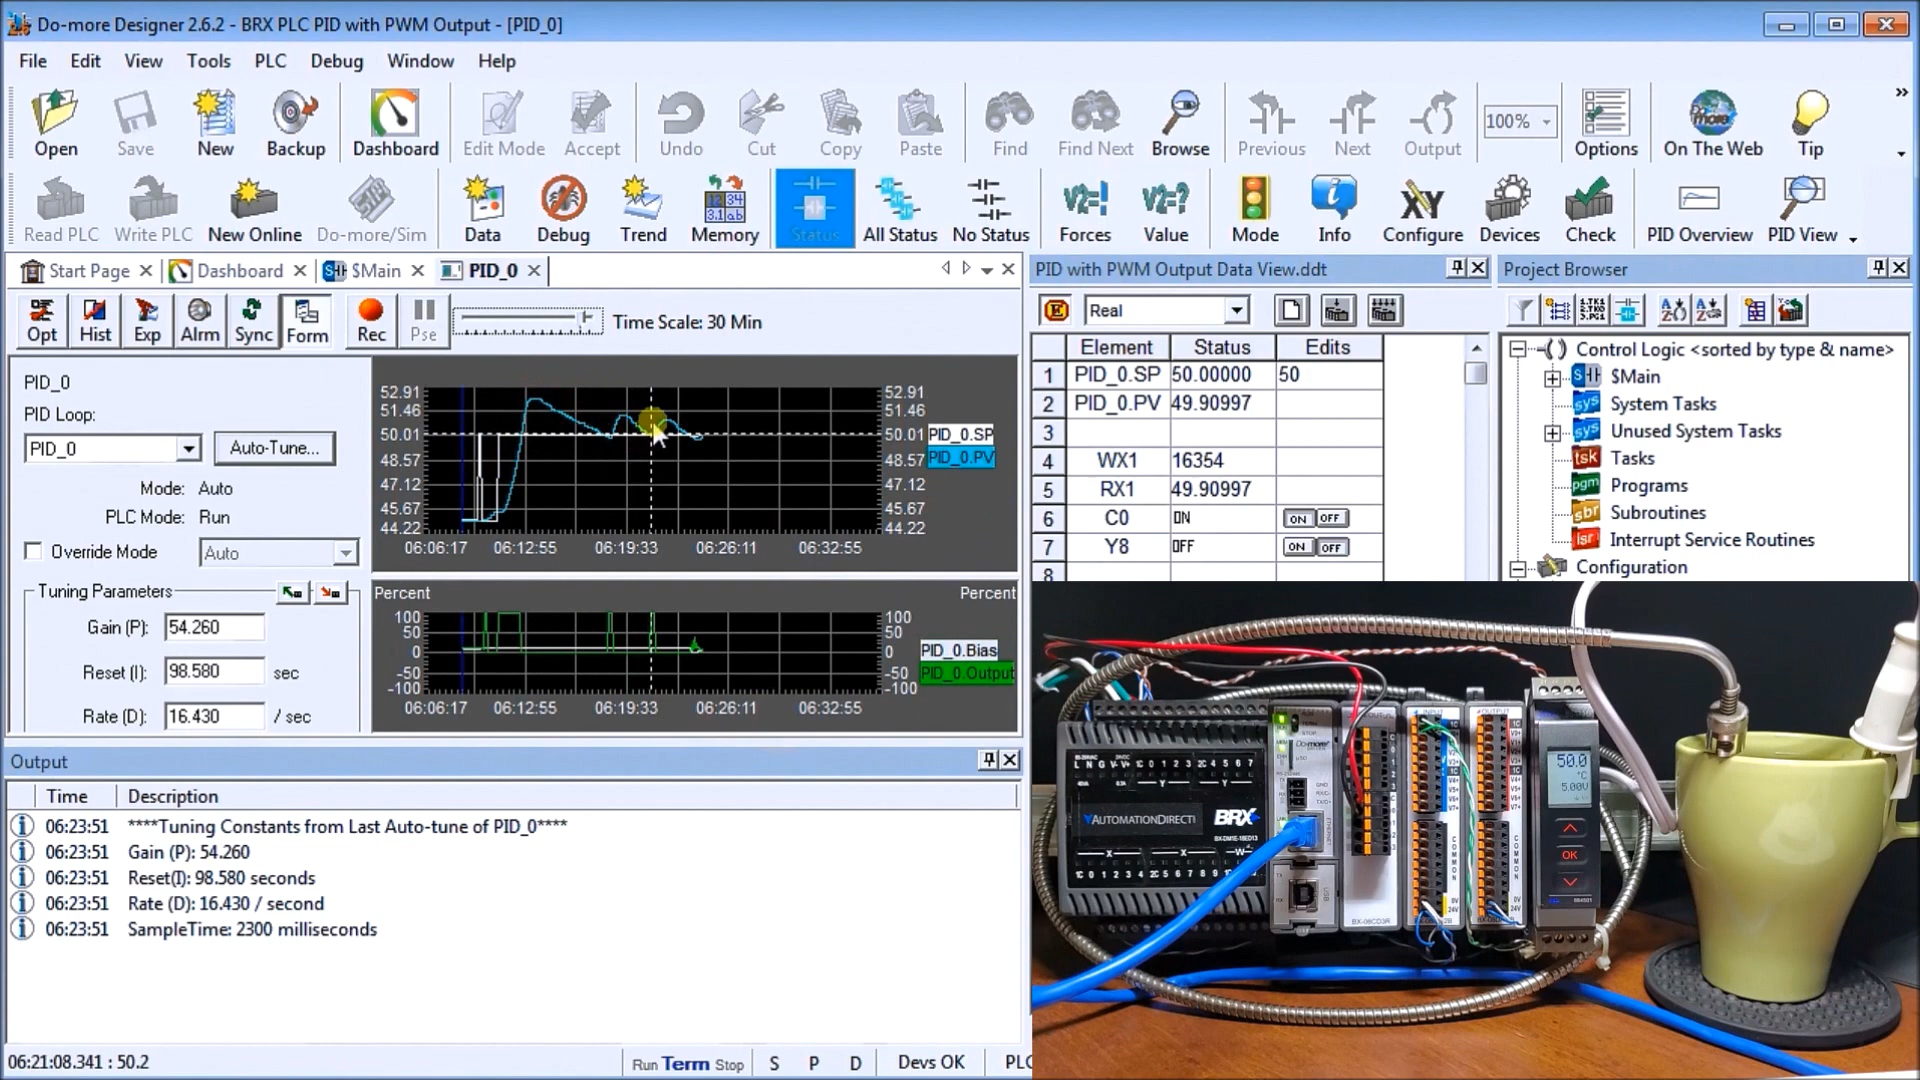 Do-more Designer 2.6.2 - BRX PLC PID with PWM Output - [PID_0]
File Edit View Tools PLC Debug Window Help
Open Save New Backup Dashboard Edit Mode Accept Undo Cut Copy Paste Find Find Next Browse Previous Next Output 100% Options On The Web Tip
Read PLC Write PLC New Online Do-more/Sim Data Debug Trend Memory Status All Status No Status Forces Value Mode Info Configure Devices Check PID Overview PID View
Start Page Dashboard $Main PID_0
Opt Hist Exp Alrm Sync Form Rec Pse Time Scale: 30 Min
PID_0
PID Loop:
PID_0 Auto-Tune...
Mode: Auto
PLC Mode: Run
Override Mode Auto
Tuning Parameters
Gain (P): 54.260
Reset (I): 98.580 sec
Rate (D): 16.430 / sec
52.91 52.91
51.46 51.46
50.01 50.01 PID_0.SP
48.57 48.57 PID_0.PV
47.12 47.12
45.67 45.67
44.22 44.22
06:06:17 06:12:55 06:19:33 06:26:11 06:32:55
Percent Percent
100 100
50 50
0 0 PID_0.Bias
-50 -50 PID_0.Output
-100 -100
06:06:17 06:12:55 06:19:33 06:26:11 06:32:55
PID with PWM Output Data View.ddt
Real
Element Status Edits
1 PID_0.SP 50.00000 50
2 PID_0.PV 49.90997
3
4 WX1 16354
5 RX1 49.90997
6 C0 ON ON OFF
7 Y8 OFF ON OFF
8
Project Browser
Control Logic <sorted by type & name>
$Main
System Tasks
Unused System Tasks
Tasks
Programs
Subroutines
Interrupt Service Routines
Configuration
Output
Time Description
06:23:51 ****Tuning Constants from Last Auto-tune of PID_0****
06:23:51 Gain (P): 54.260
06:23:51 Reset(I): 98.580 seconds
06:23:51 Rate (D): 16.430 / second
06:23:51 SampleTime: 2300 milliseconds
06:21:08.341 : 50.2
Run Term Stop S P D Devs OK PLC
AUTOMATIONDIRECT
BRX
Do-more!
ETHERNET
USB
INPUT
OUTPUT
COMMON
COMMON
50.0
°C
5.00V
OK